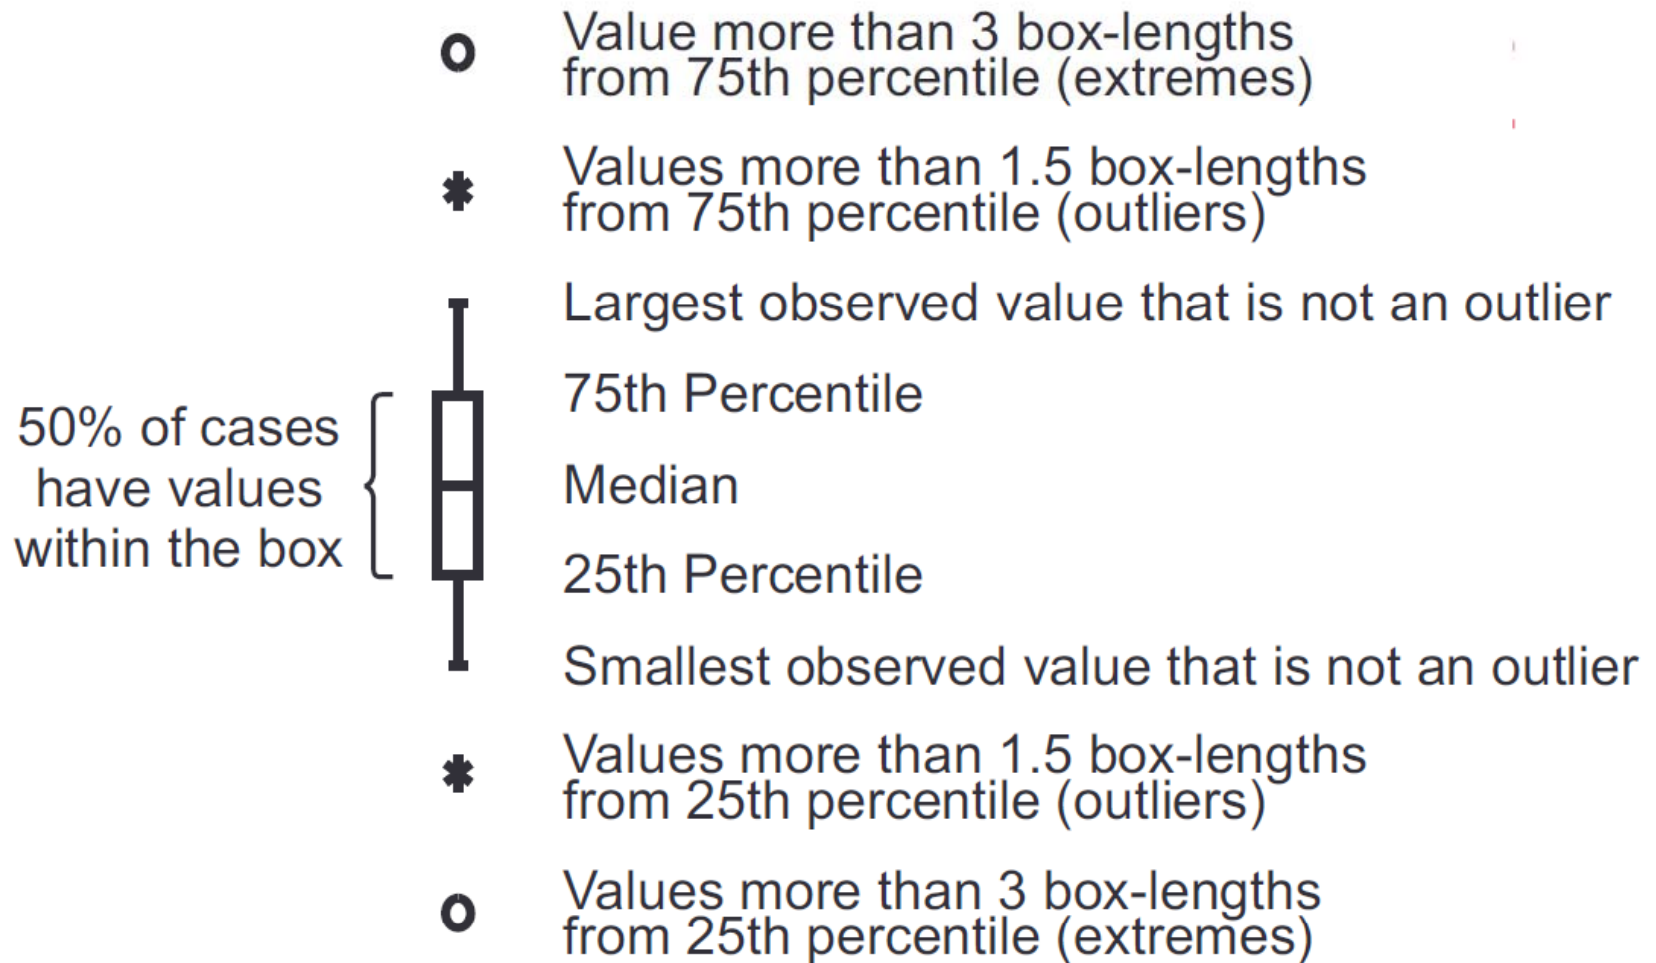 Value more than 3 box-lengths
from 75th percentile (extremes)
Values more than 1.5 box-lengths
from 75th percentile (outliers)
Largest observed value that is not an outlier
75th Percentile
50% of cases
have values
within the box
Median
25th Percentile
Smallest observed value that is not an outlier
Values more than 1.5 box-lengths
from 25th percentile (outliers)
Values more than 3 box-lengths
from 25th percentile (extremes)